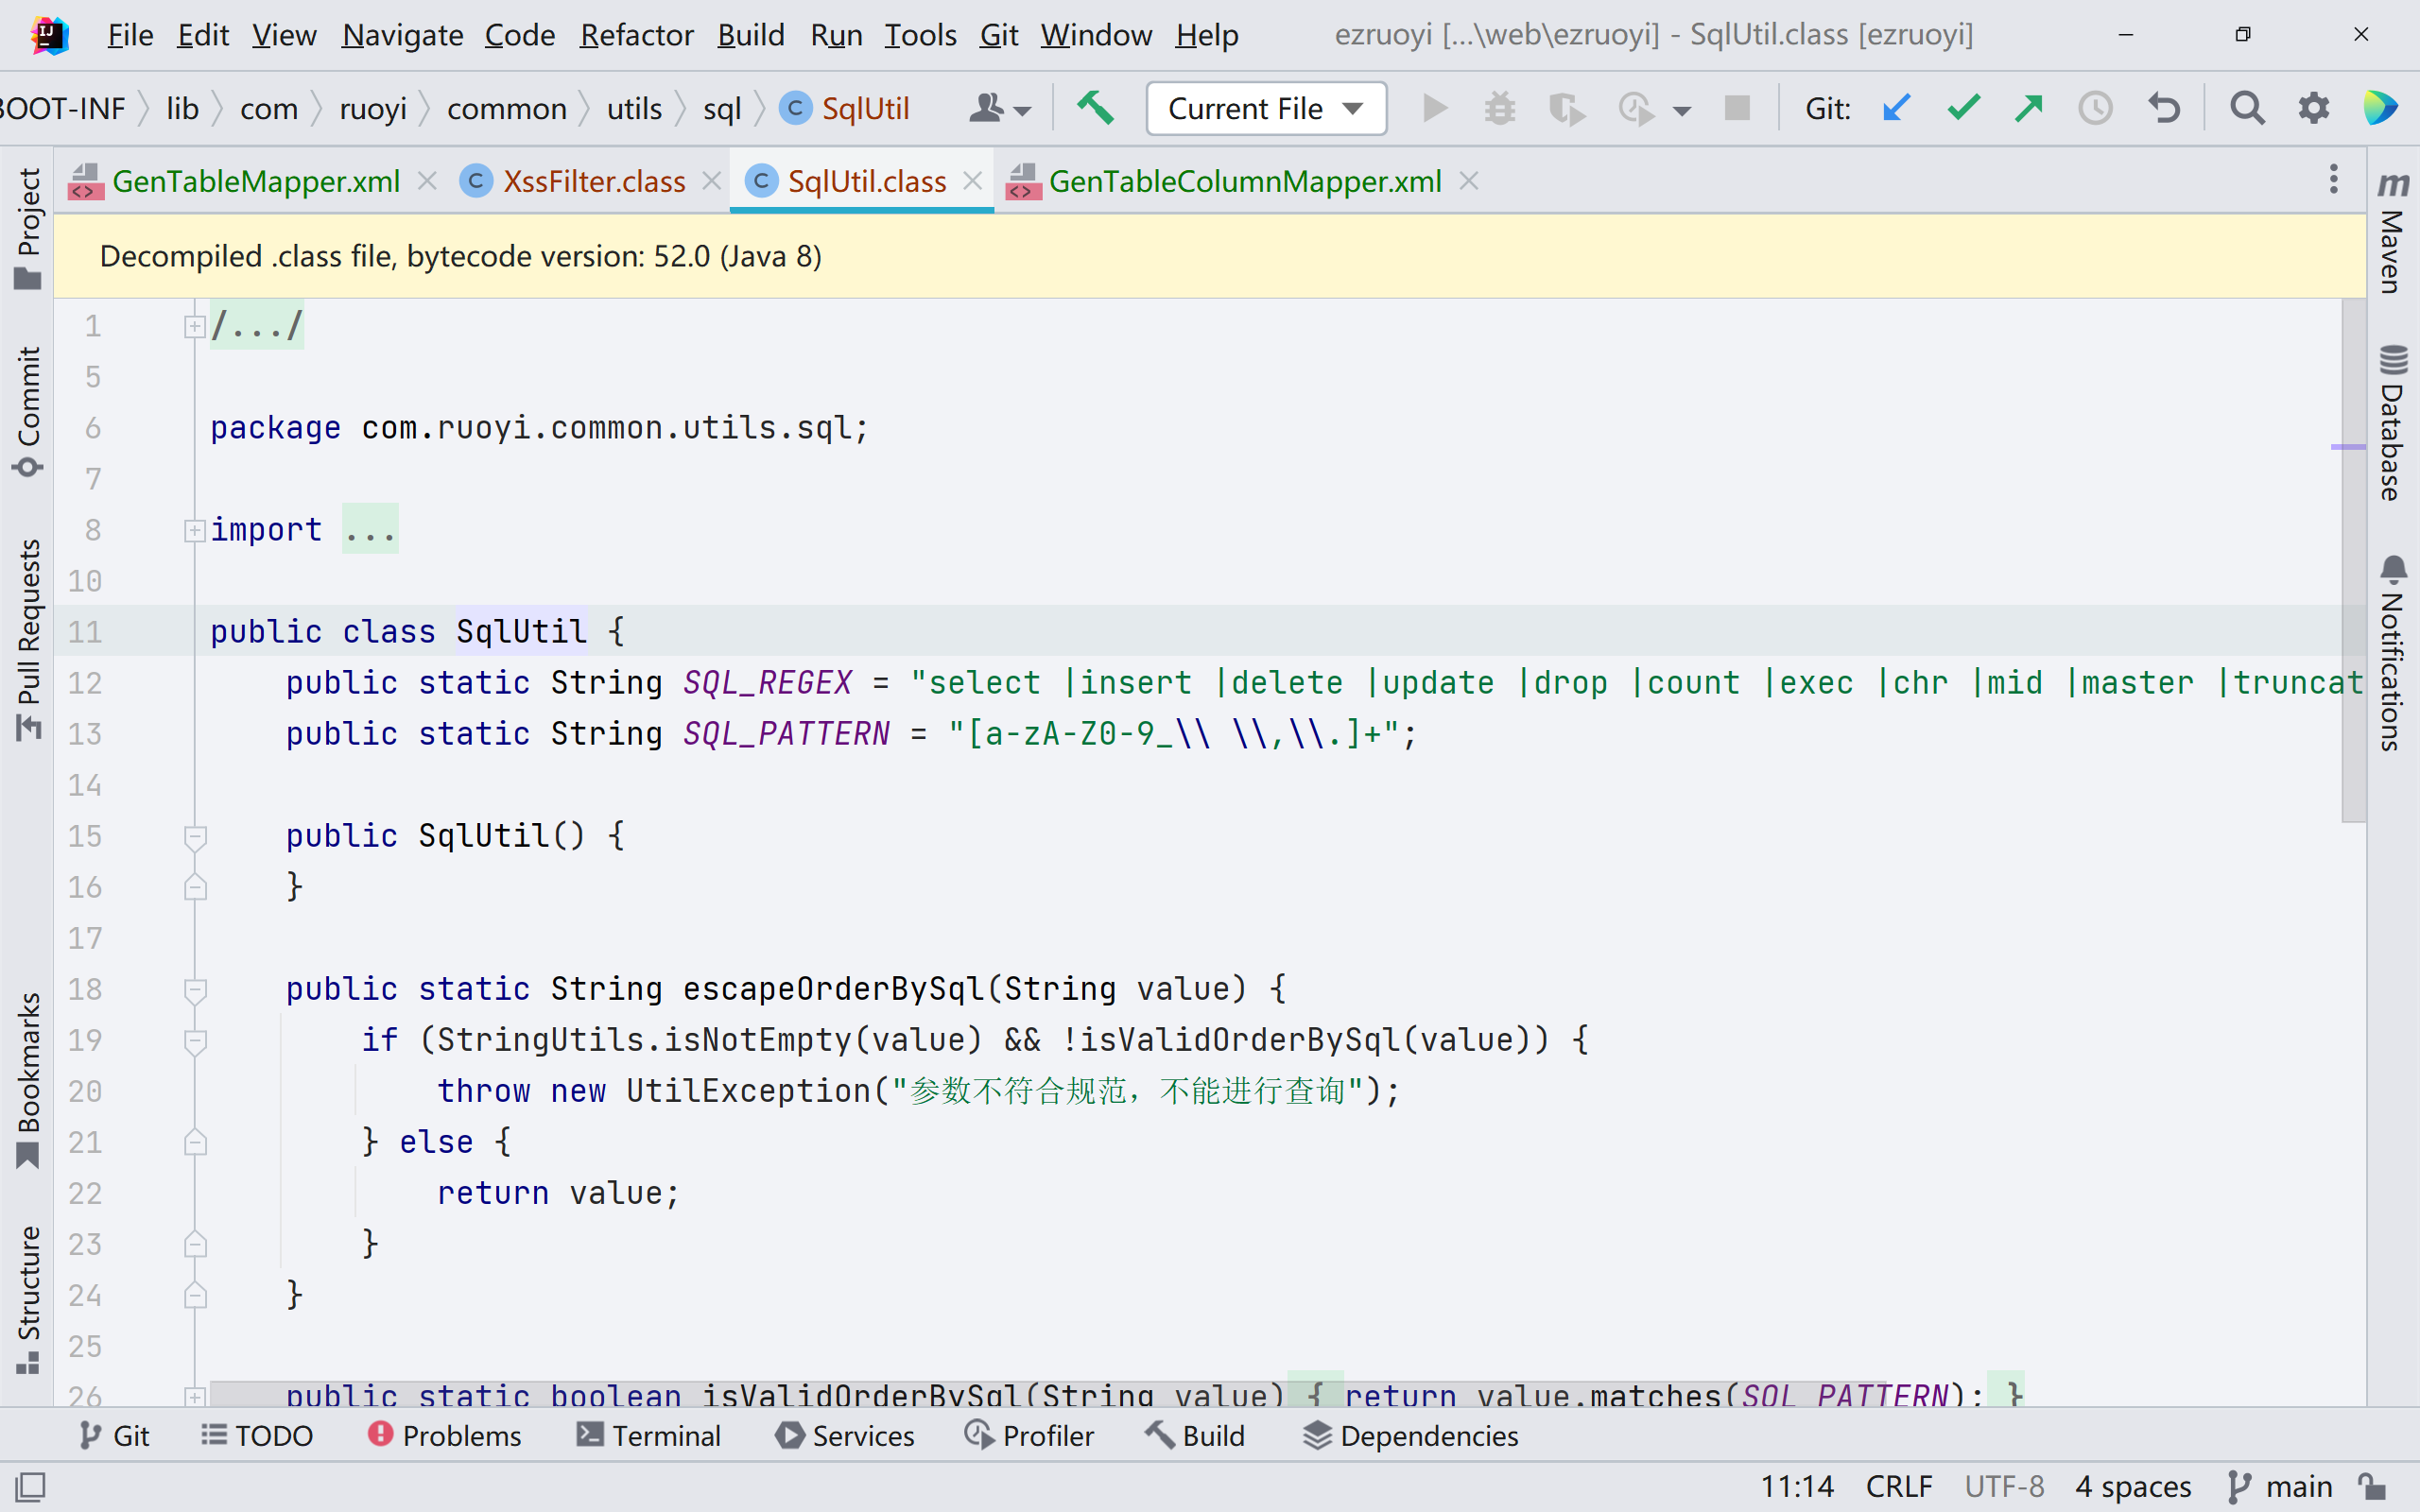 File Edit View Navigate Code Refactor Build Run Tools Git Window Help ezruoyi [...\web\ezruoyi] - SqlUtil.class [ezruoyi]
BOOT-INF lib com ruoyi common utils sql SqlUtil Current File Git:
GenTableMapper.xml XssFilter.class SqlUtil.class GenTableColumnMapper.xml
Decompiled .class file, bytecode version: 52.0 (Java 8)
1 /.../
5
6 package com.ruoyi.common.utils.sql;
7
8 import ...
10
11 public class SqlUtil {
12 public static String SQL_REGEX = "select |insert |delete |update |drop |count |exec |chr |mid |master |truncat
13 public static String SQL_PATTERN = "[a-zA-Z0-9_\\ \\,\\.]+";
14
15 public SqlUtil() {
16 }
17
18 public static String escapeOrderBySql(String value) {
19 if (StringUtils.isNotEmpty(value) && !isValidOrderBySql(value)) {
20 throw new UtilException("参数不符合规范，不能进行查询");
21 } else {
22 return value;
23 }
24 }
25
26 public static boolean isValidOrderBySql(String value) { return value.matches(SQL_PATTERN); }
Project
Commit
Pull Requests
Bookmarks
Structure
Maven
Database
Notifications
Git TODO Problems Terminal Services Profiler Build Dependencies
11:14 CRLF UTF-8 4 spaces main